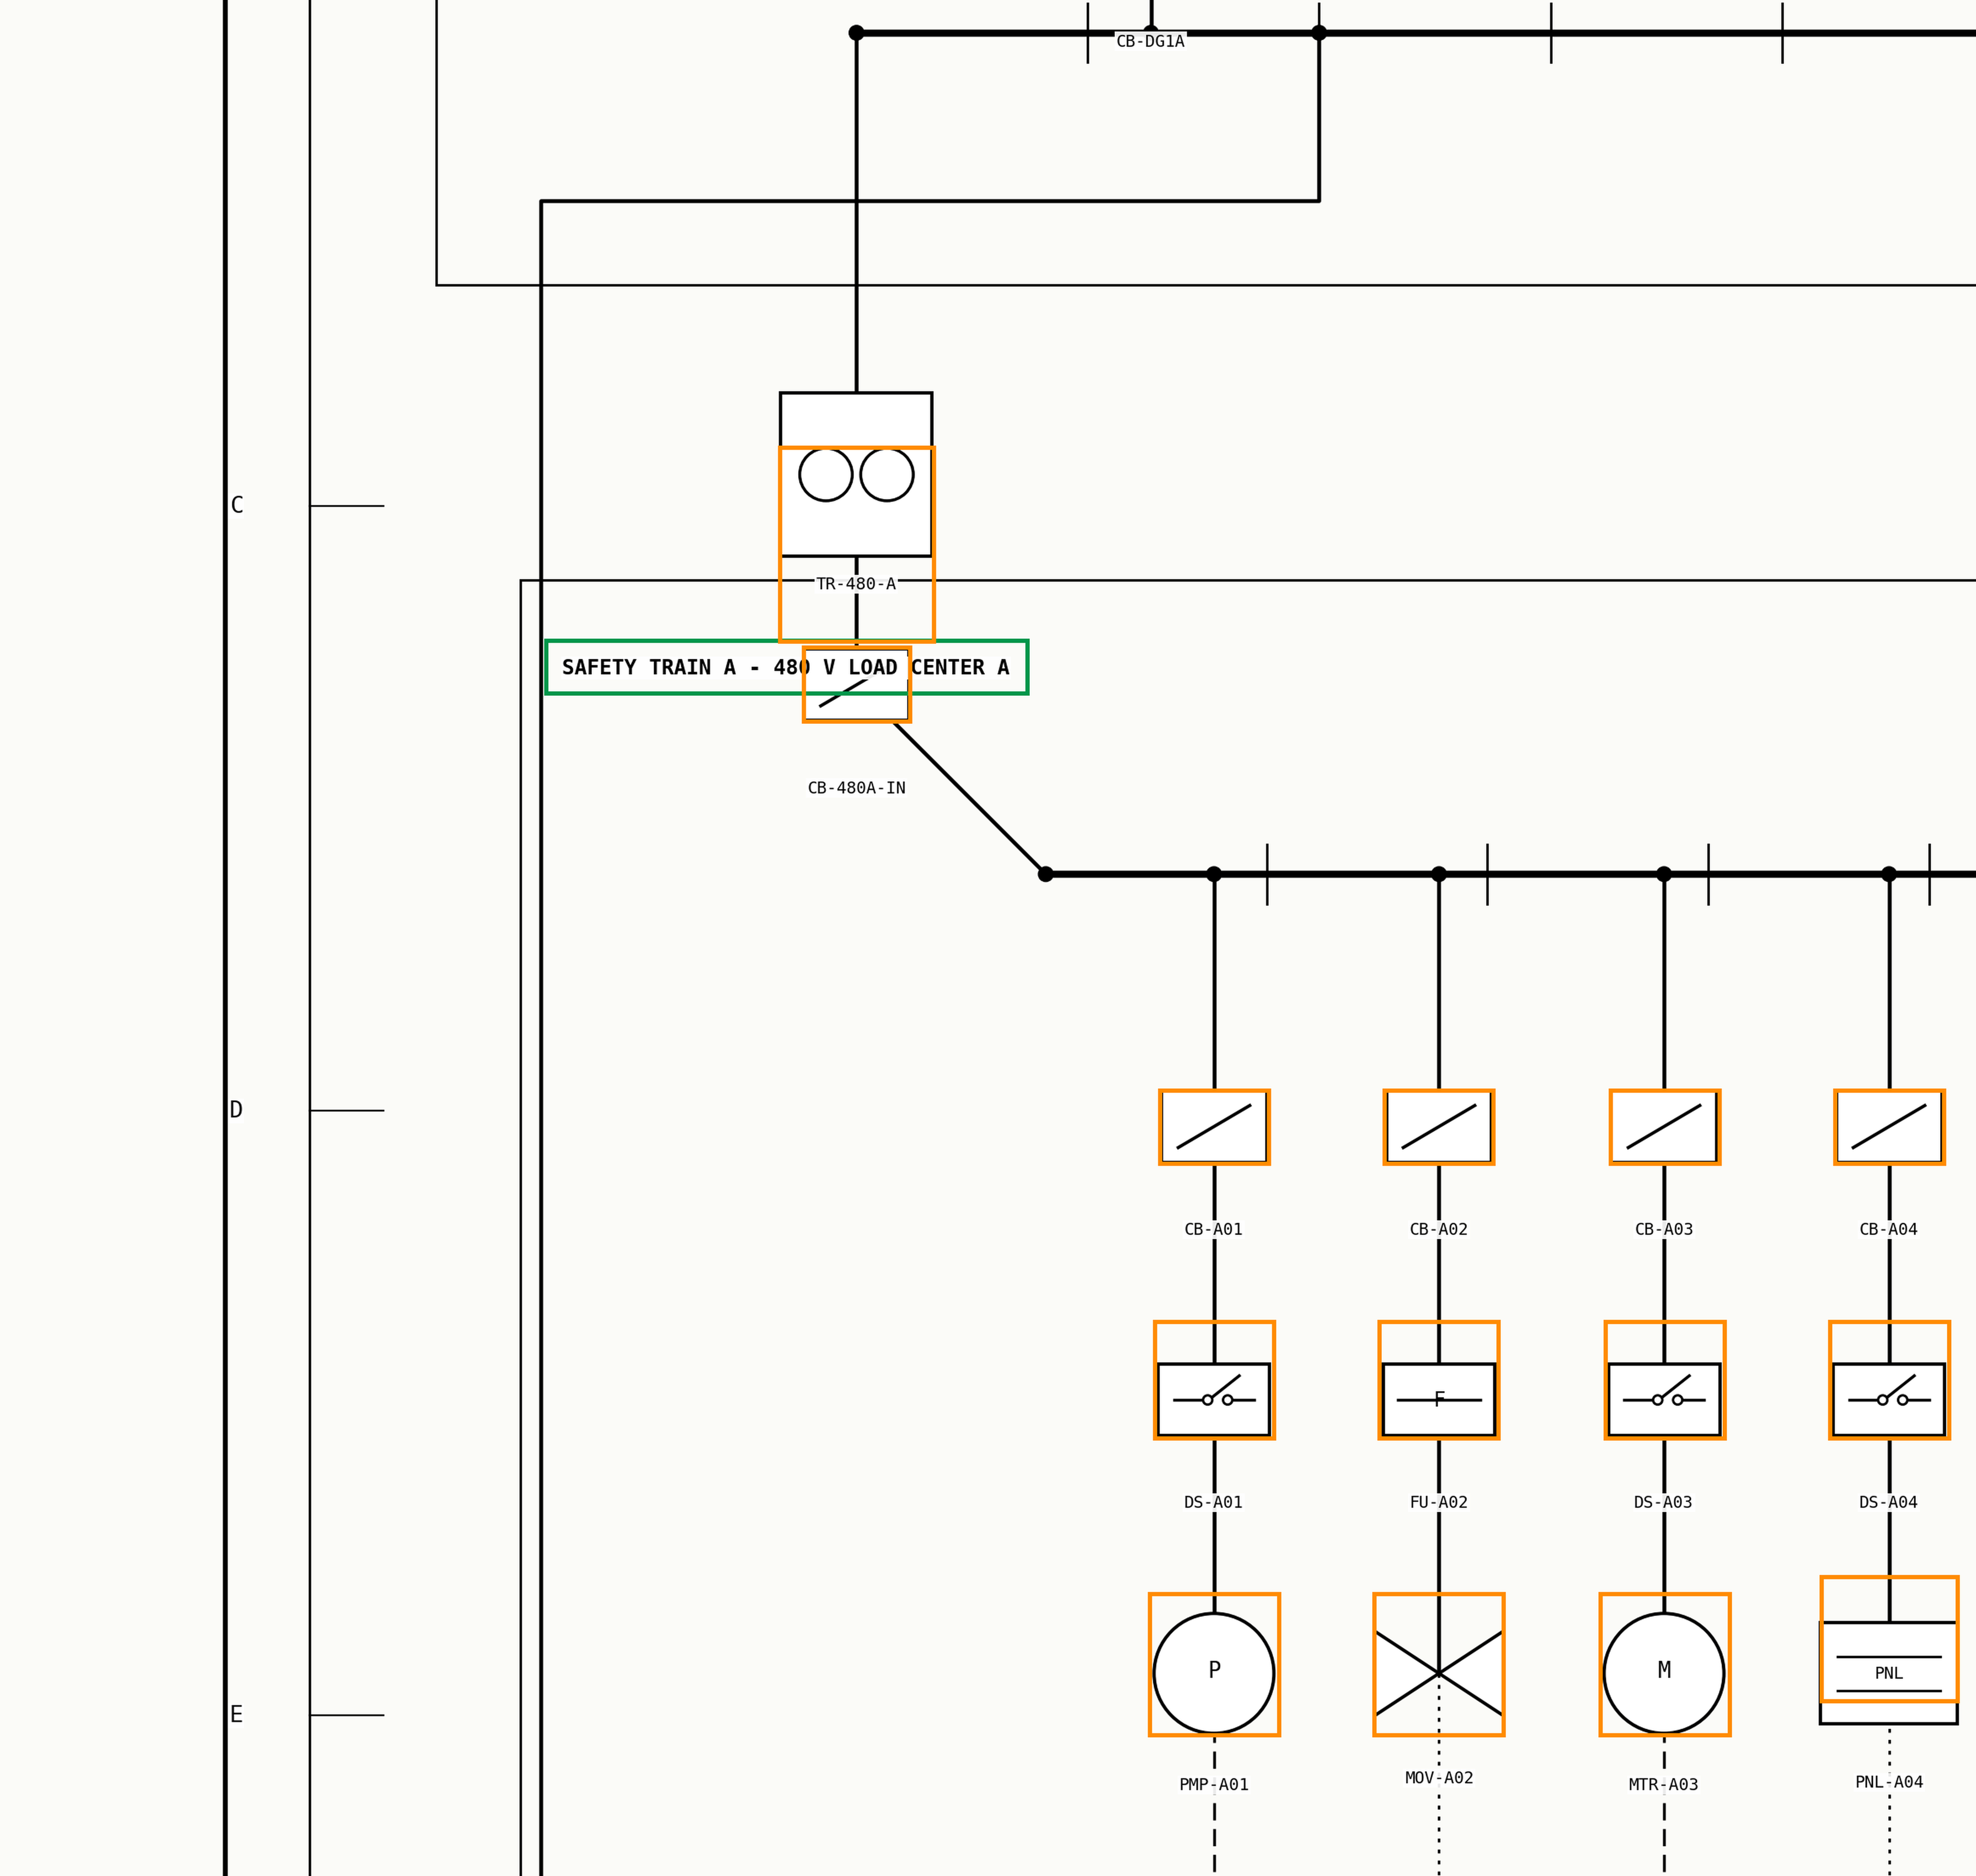 CB-DG1A
C
TR-480-A
SAFETY TRAIN A - 480 V LOAD CENTER A
CB-480A-IN
D
CB-A01 CB-A02 CB-A03 CB-A04
F
DS-A01 FU-A02 DS-A03 DS-A04
P M PNL
E
PMP-A01 MOV-A02 MTR-A03 PNL-A04